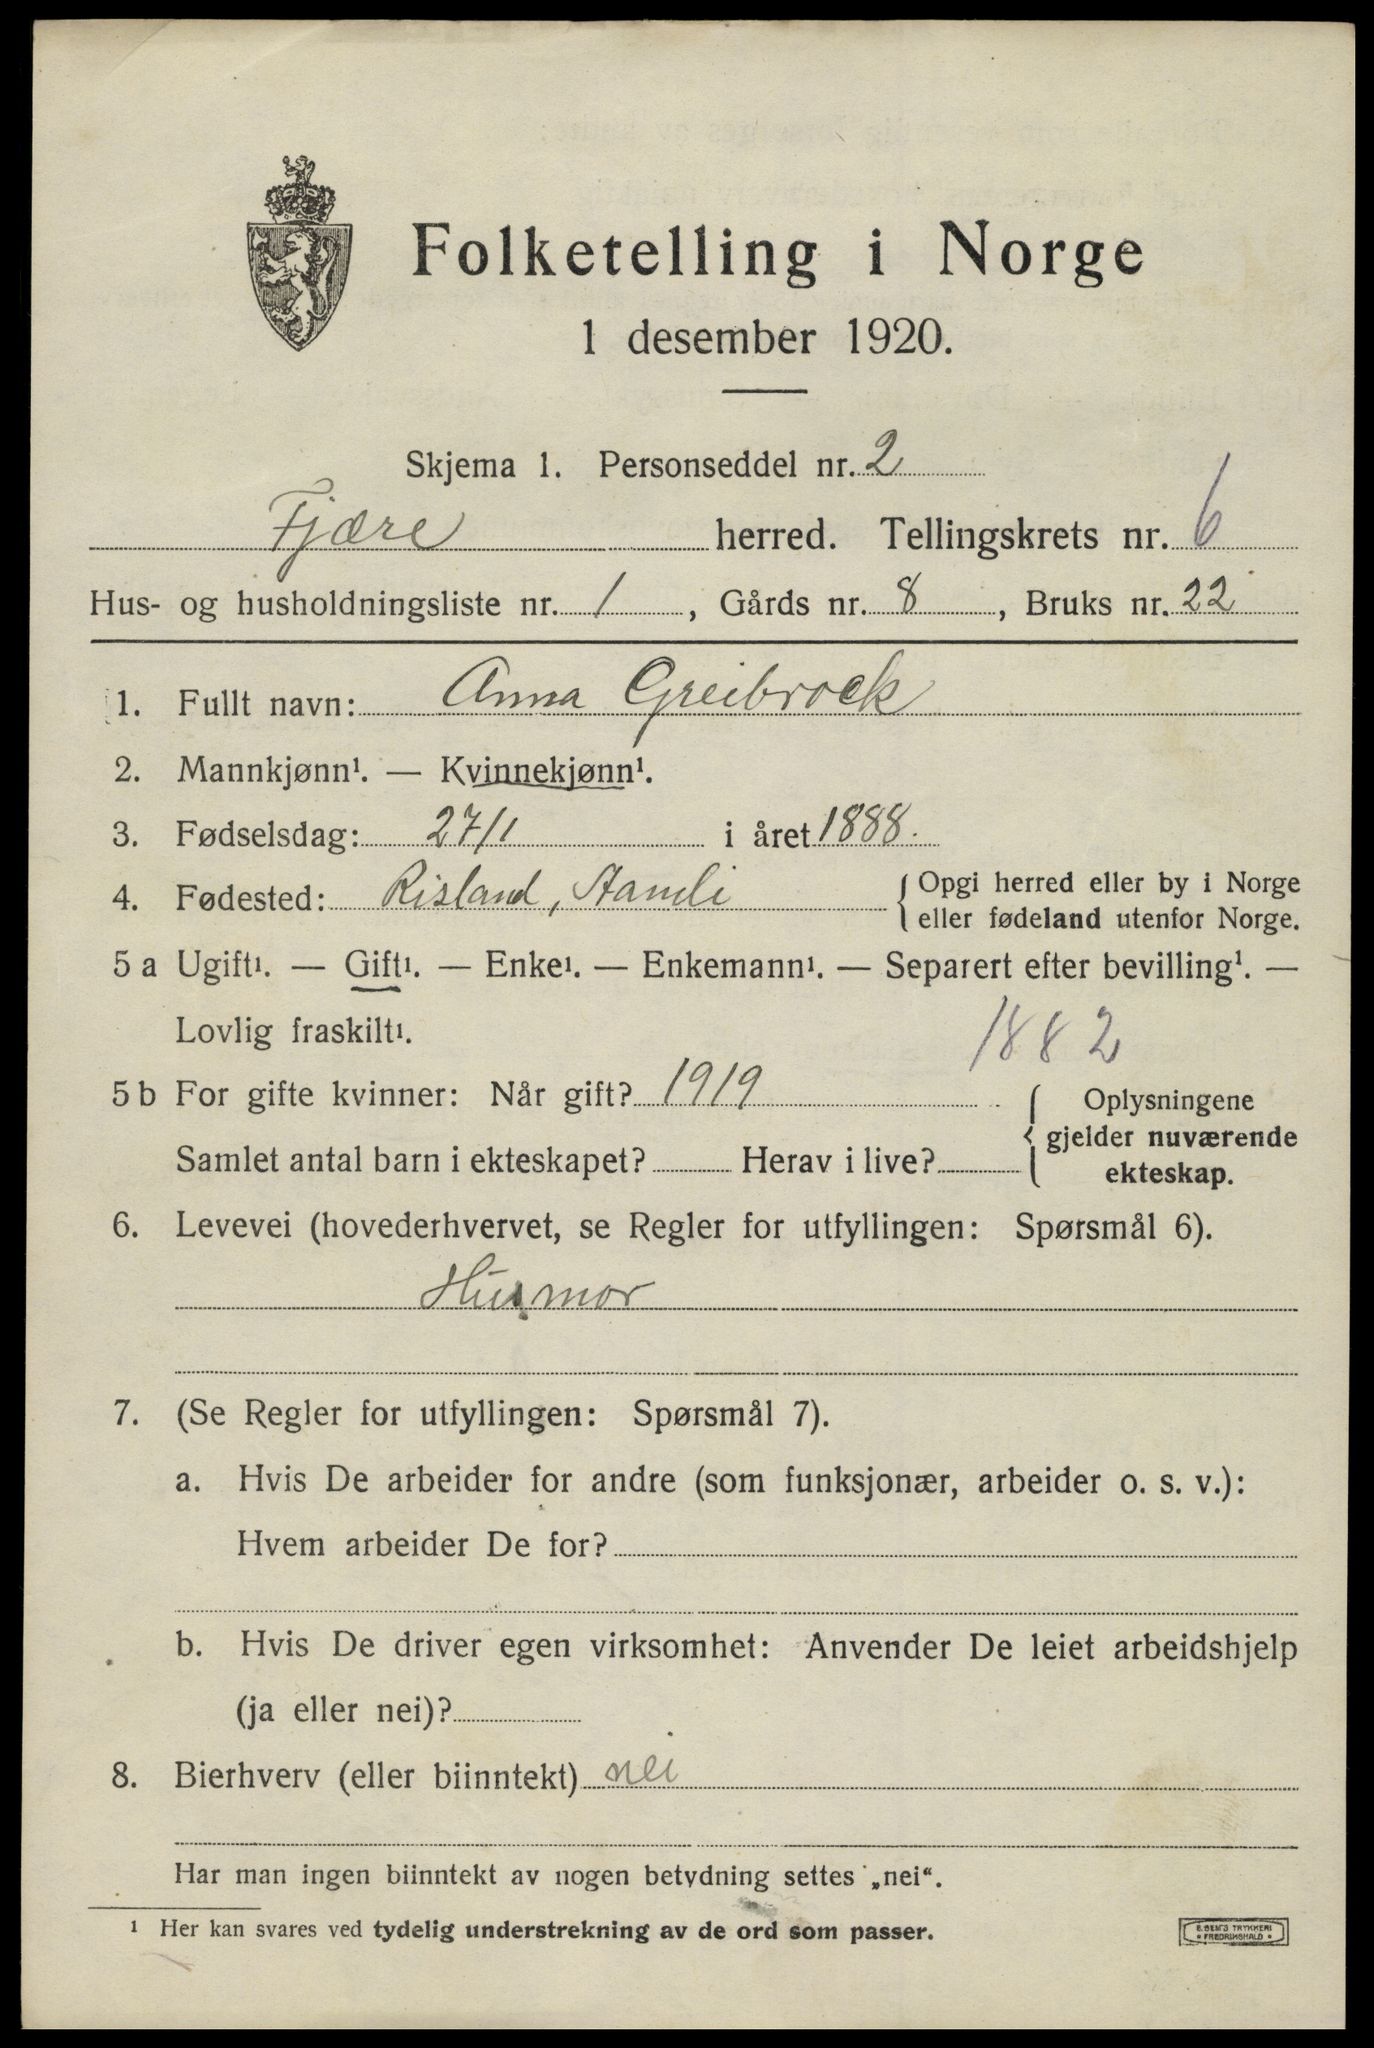 Folketelling i Norge
1 desember 1920.
Skjema 1. Personseddel nr. 2
Fjære herred. Tellingskrets nr. 6
Hus- og husholdningsliste nr. 1, Gårds nr. 8, Bruks nr. 22
1. Fullt navn: Anna Greibrock
2. Mannkjønn¹. — Kvinnekjønn¹.
3. Fødselsdag: 27/1 i året 1888.
4. Fødested: Risland, Aamli { Opgi herred eller by i Norge
eller fødeland utenfor Norge.
5 a Ugift¹. — Gift¹. — Enke¹. — Enkemann¹. — Separert efter bevilling¹. —
Lovlig fraskilt¹.
1882
5 b For gifte kvinner: Når gift? 1919
Samlet antal barn i ekteskapet? Herav i live?
{ Oplysningene
gjelder nuværende
ekteskap.
6. Levevei (hovederhvervet, se Regler for utfyllingen: Spørsmål 6).
Husmor
7. (Se Regler for utfyllingen: Spørsmål 7).
a. Hvis De arbeider for andre (som funksjonær, arbeider o. s. v.):
Hvem arbeider De for?
b. Hvis De driver egen virksomhet: Anvender De leiet arbeidshjelp
(ja eller nei)?
8. Bierhverv (eller biinntekt) nei
Har man ingen biinntekt av nogen betydning settes „nei“.
¹ Her kan svares ved tydelig understrekning av de ord som passer.
E. SEM'S TRYKKERI
• FREDRIKSHALD •